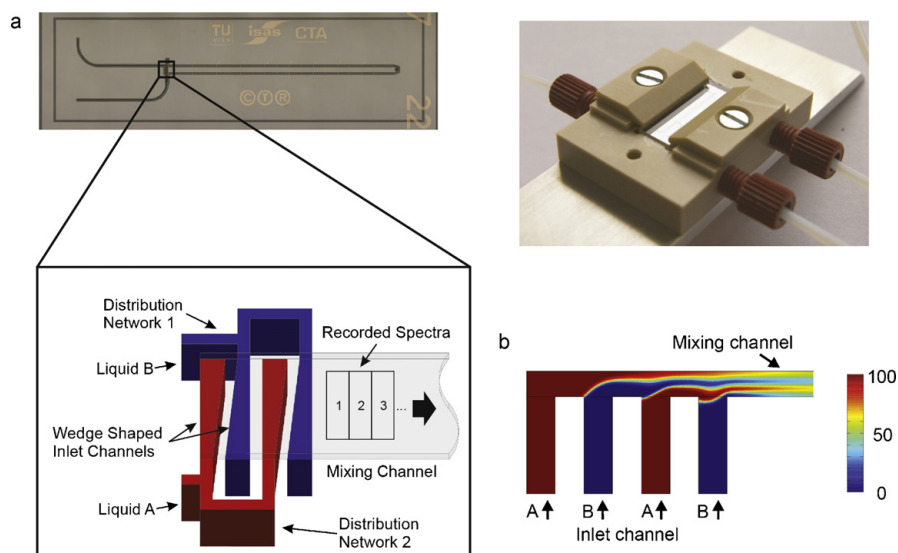 a
TU
isas
CTA
CTR
22
Distribution
Network 1
Recorded Spectra
Liquid B
1 2 3 ...
Wedge Shaped
Inlet Channels
Mixing Channel
Liquid A
Distribution
Network 2
b
Mixing channel
100
50
0
A B A B
Inlet channel